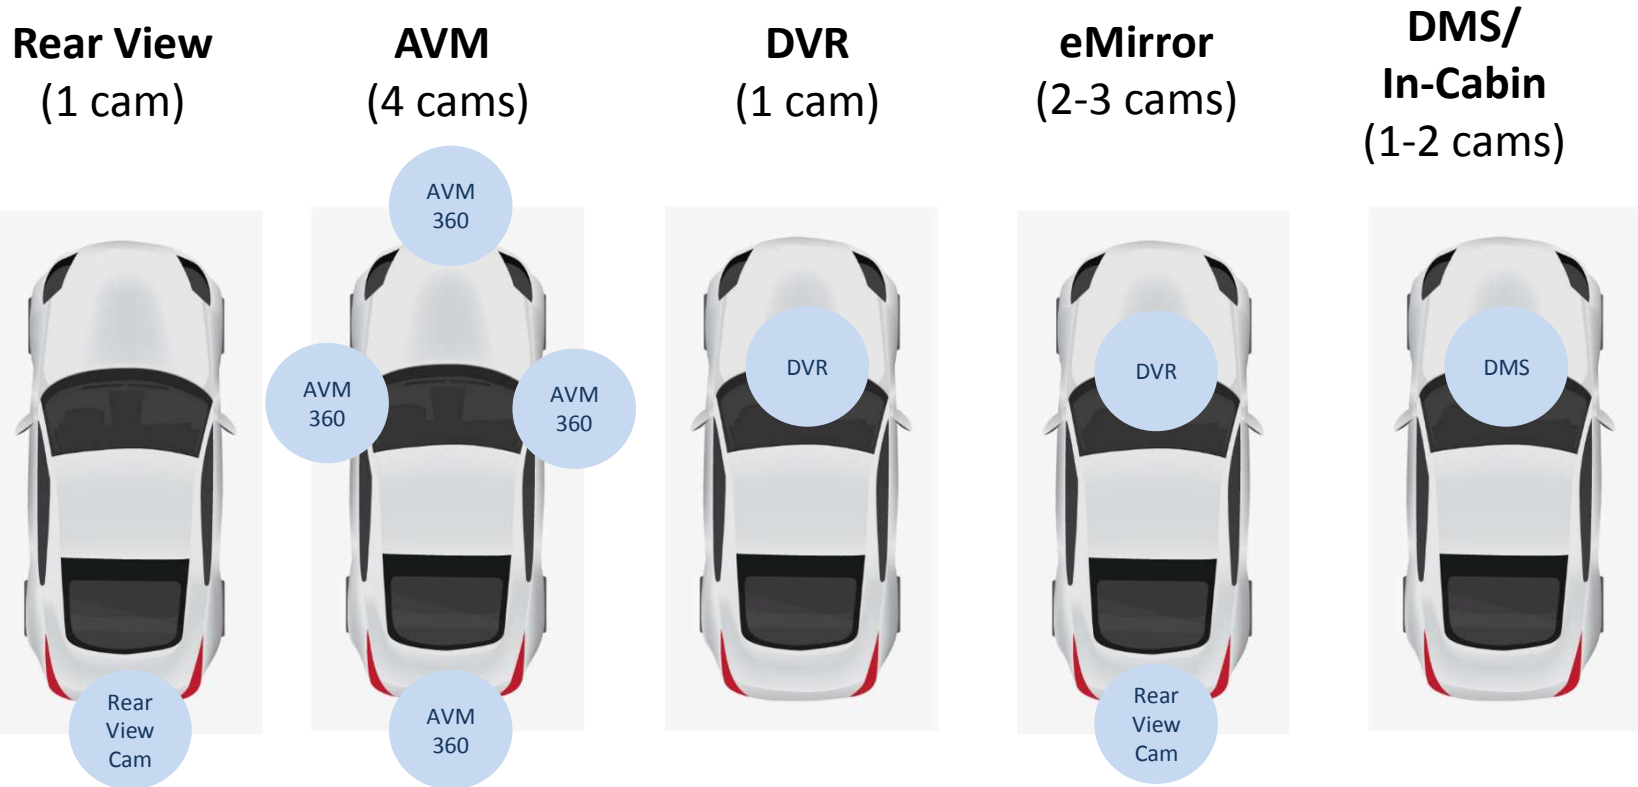 Rear View
(1 cam)
AVM
(4 cams)
DVR
(1 cam)
eMirror
(2-3 cams)
DMS/
In-Cabin
(1-2 cams)
Rear
View
Cam
AVM
360
AVM
360
AVM
360
AVM
360
DVR
DVR
Rear
View
Cam
DMS